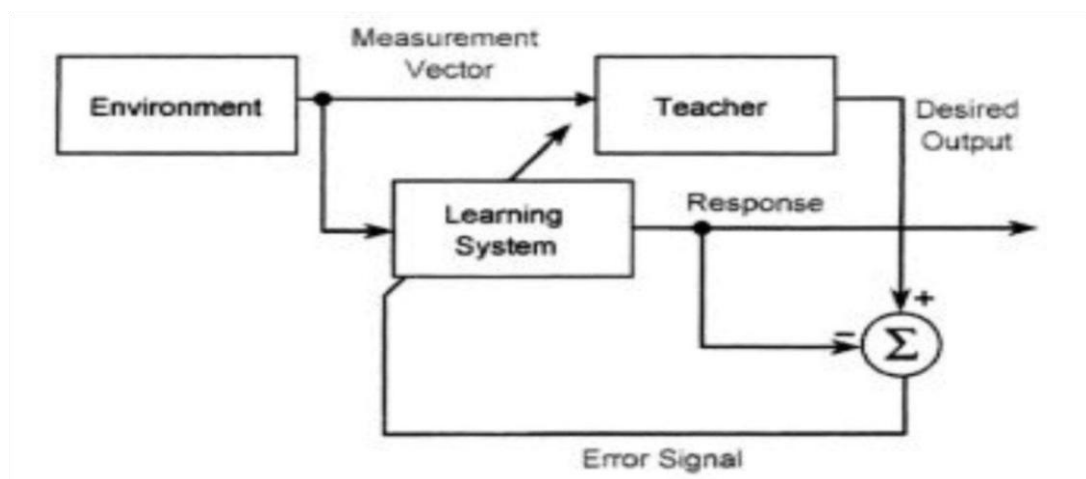 Measurement
Vector
Environment
Teacher
Desired
Output
Learning
System
Response
+
−
Σ
Error Signal